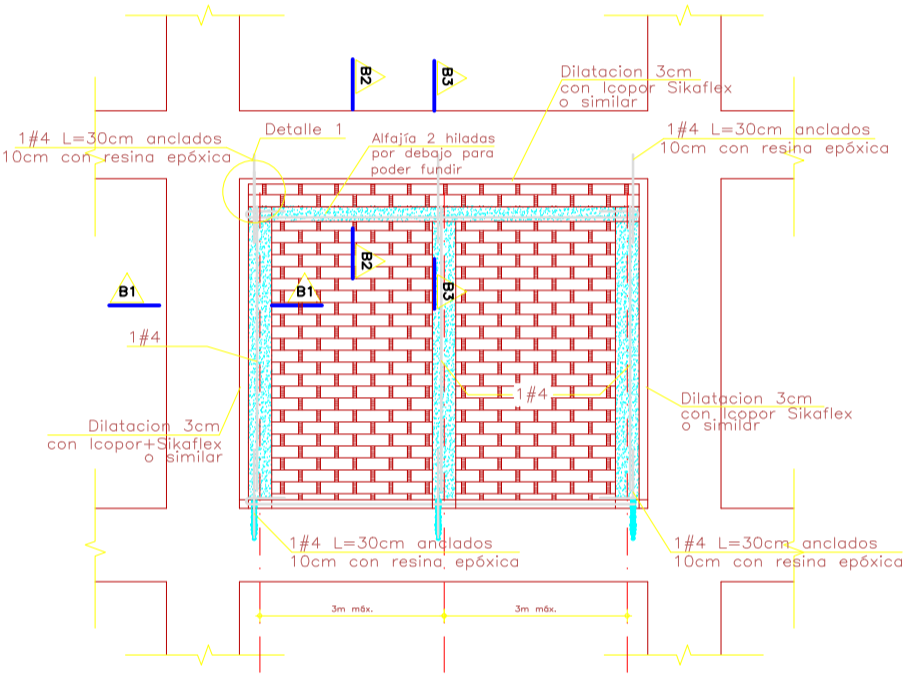 B2
B3
Dilatacion 3cm
con Icopor Sikaflex
o similar
1#4 L=30cm anclados
10cm con resina epóxica
Detalle 1
Alfajía 2 hiladas
por debajo para
poder fundir
1#4 L=30cm anclados
10cm con resina epóxica
B2
B3
B1
B1
1#4
1#4
Dilatacion 3cm
con Icopor+Sikaflex
o similar
Dilatacion 3cm
con Icopor Sikaflex
o similar
1#4 L=30cm anclados
10cm con resina epóxica
1#4 L=30cm anclados
10cm con resina epóxica
3m máx.
3m máx.